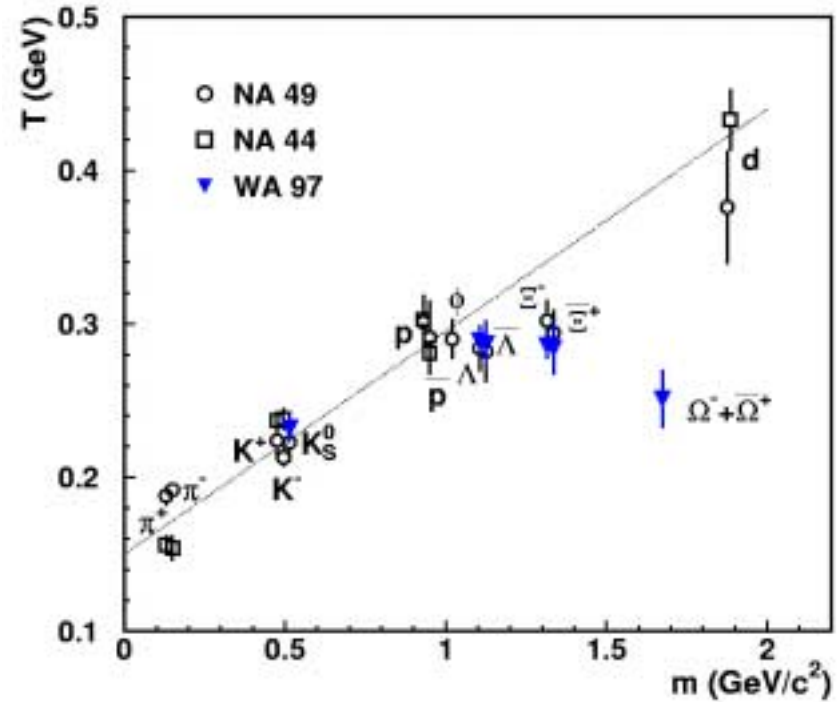 T (GeV)
0.5
0.4
0.3
0.2
0.1
NA 49
NA 44
WA 97
d
ϕ
Ξ⁻
Ξ̅⁺
p
Λ̅
Λ
p̅
Ω⁻+Ω̅⁺
K⁺
K⁰S
K⁻
π⁻
π⁺
0 0.5 1 1.5 2
m (GeV/c²)